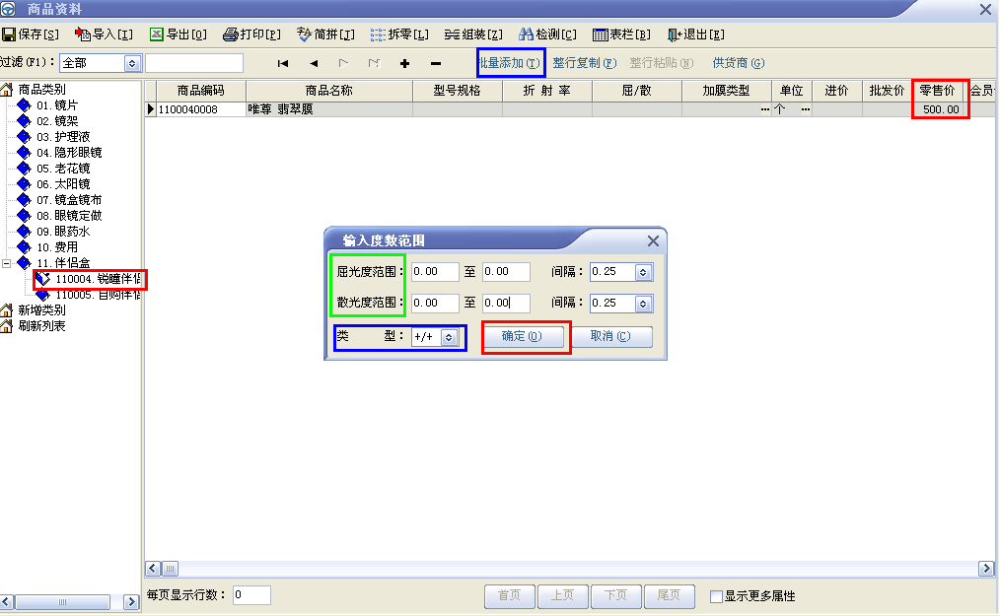 商品资料
保存[S] 导入[I] 导出[O] 打印[P] 简拼[J] 拆零[L] 组装[Z] 检测[C] 表栏[B] 退出[E]
过滤(F1): 全部 批量添加(T) 整行复制(F) 整行粘贴(N) 供货商(G)
商品编码 商品名称 型号规格 折 射 率 屈/散 加膜类型 单位 进价 批发价 零售价 会员
1100040008 唯尊 翡翠膜 ... 个 ... 500.00
商品类别
01.镜片
02.镜架
03.护理液
04.隐形眼镜
05.老花镜
06.太阳镜
07.镜盒镜布
08.眼镜定做
09.眼药水
10.费用
11.伴侣盒
110004.锐瞳伴侣
110005.自购伴侣
新增类别
刷新列表
输入度数范围
屈光度范围: 0.00 至 0.00 间隔: 0.25
散光度范围: 0.00 至 0.00 间隔: 0.25
类 型: +/+ 确定(O) 取消(C)
每页显示行数: 0 首页 上页 下页 尾页 显示更多属性